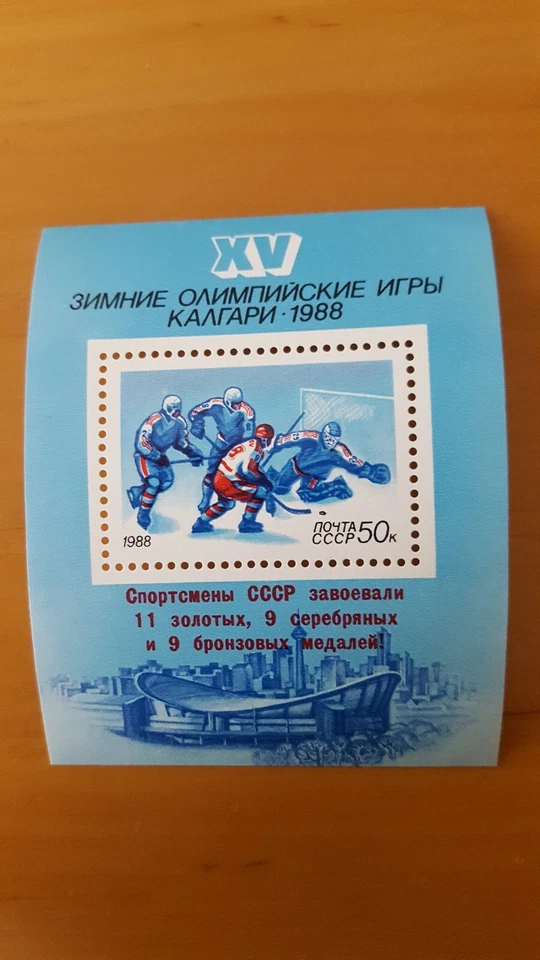 XV
ЗИМНИЕ ОЛИМПИЙСКИЕ ИГРЫ
КАЛГАРИ · 1988
1988
ПОЧТА
СССР 50к
Спортсмены СССР завоевали
11 золотых, 9 серебряных
и 9 бронзовых медалей!